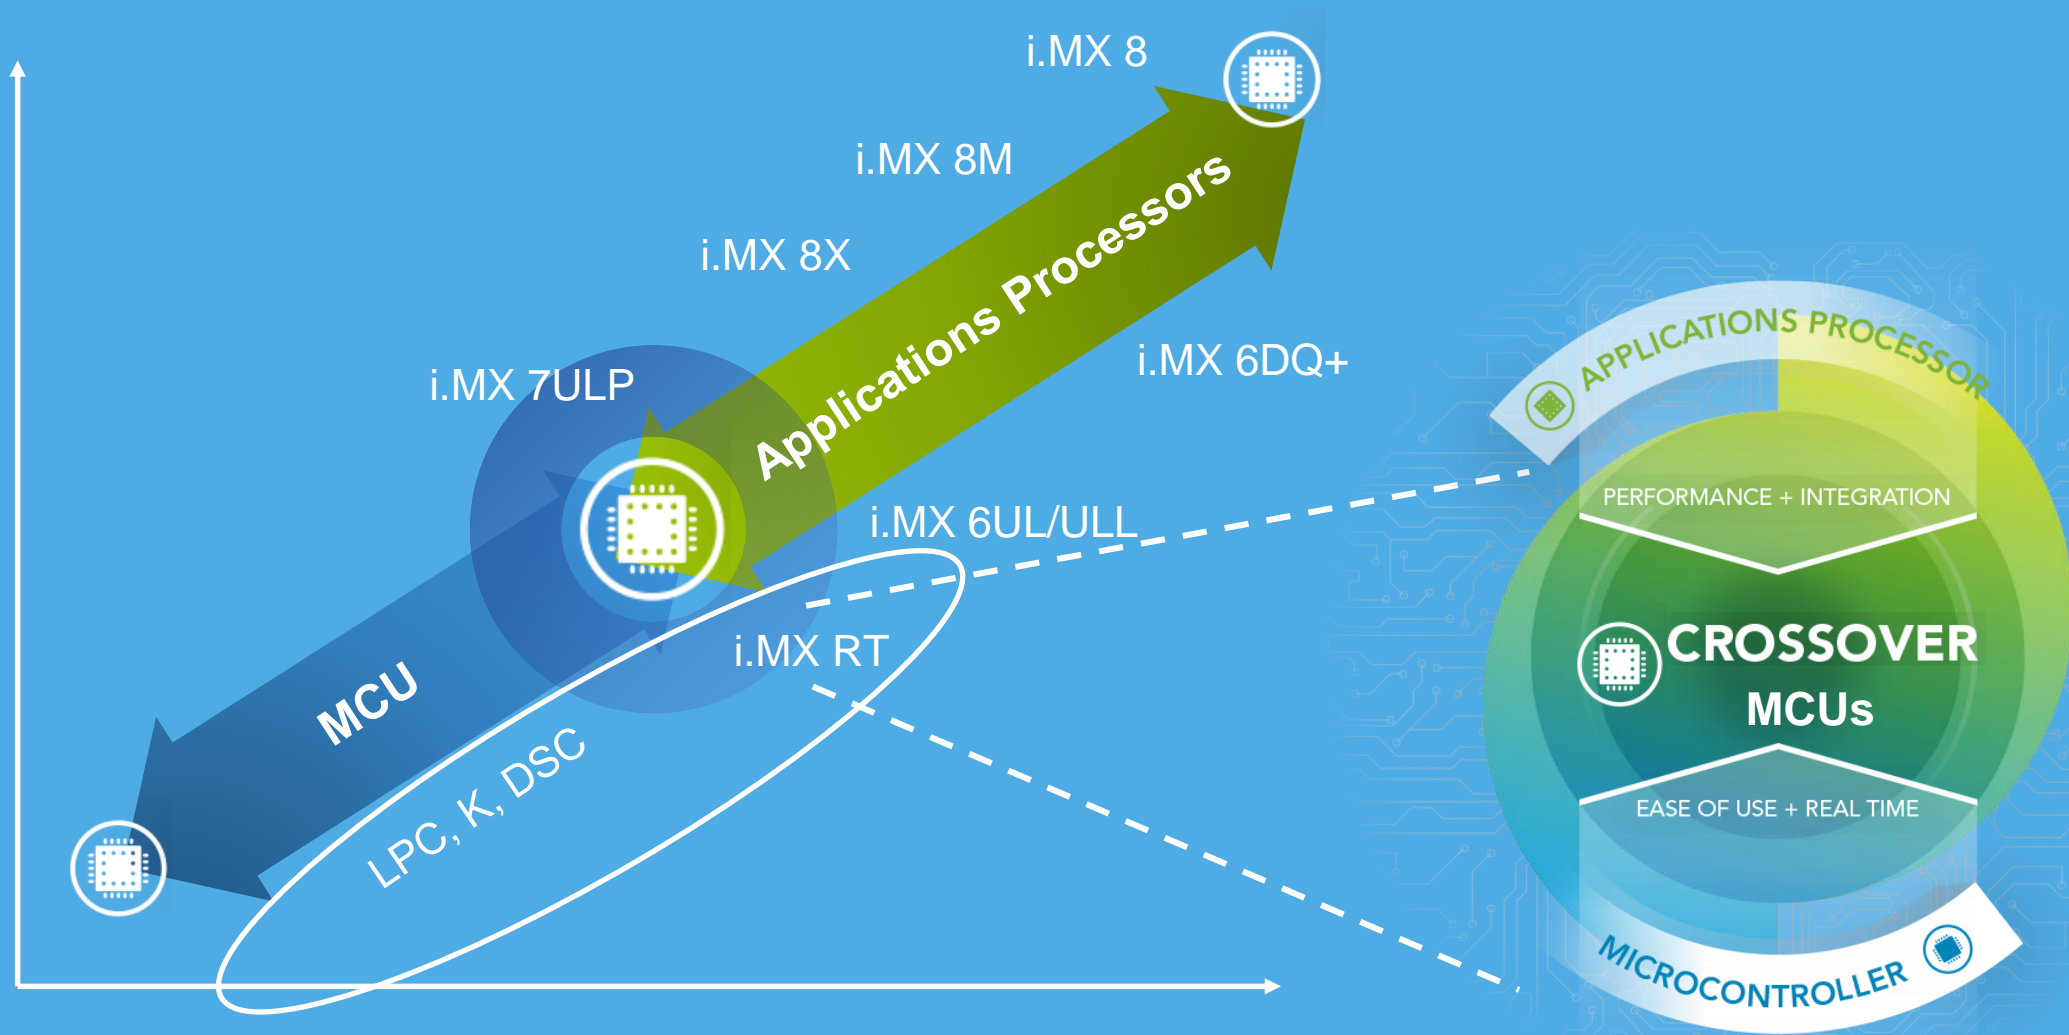 i.MX 8
i.MX 8M
i.MX 8X
i.MX 7ULP
Applications Processors
i.MX 6DQ+
i.MX 6UL/ULL
i.MX RT
MCU
LPC, K, DSC
APPLICATIONS PROCESSOR
PERFORMANCE + INTEGRATION
CROSSOVER
MCUs
EASE OF USE + REAL TIME
MICROCONTROLLER